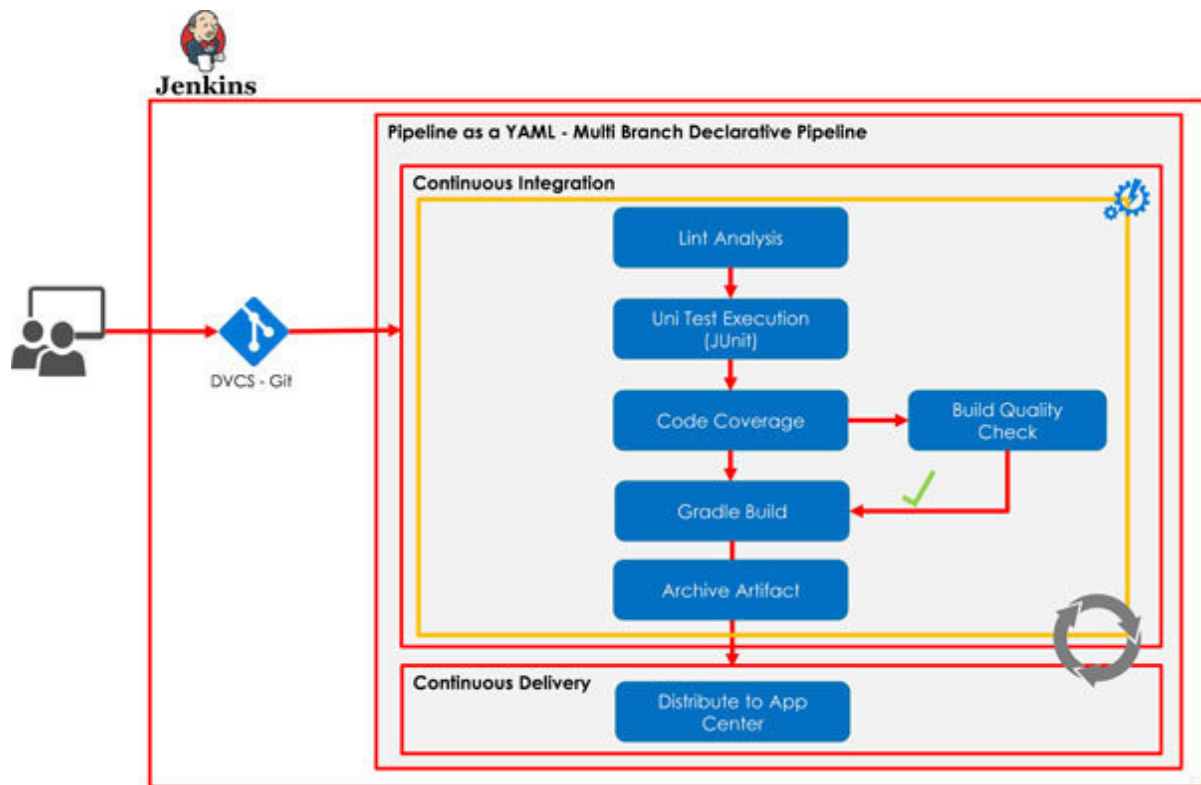 Jenkins
Pipeline as a YAML - Multi Branch Declarative Pipeline
Continuous Integration
Lint Analysis
Uni Test Execution
(JUnit)
DVCS - Git
Code Coverage
Build Quality
Check
Gradle Build
Archive Artifact
Continuous Delivery
Distribute to App
Center